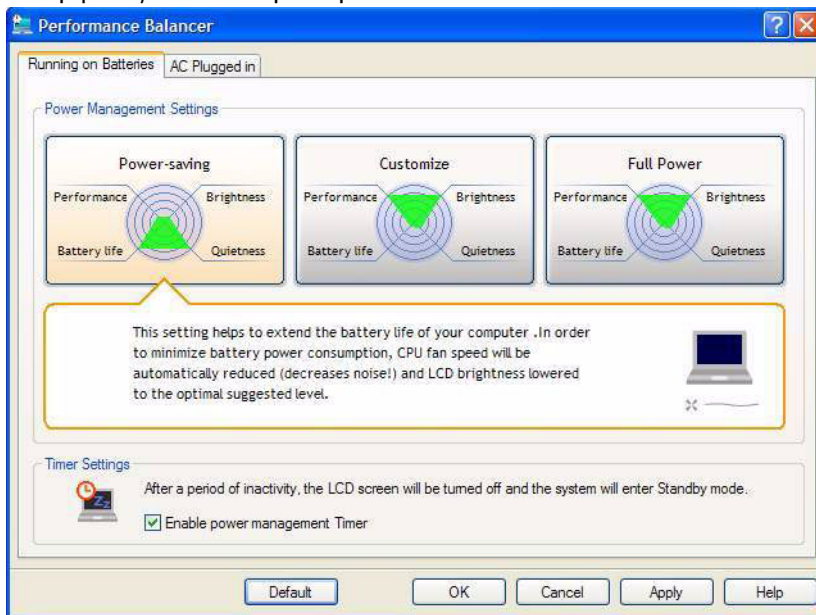 Performance Balancer
Running on Batteries AC Plugged in
Power Management Settings
Power-saving
Performance Brightness
Battery life Quietness
Customize
Performance Brightness
Battery life Quietness
Full Power
Performance Brightness
Battery life Quietness
This setting helps to extend the battery life of your computer .In order
to minimize battery power consumption, CPU fan speed will be
automatically reduced (decreases noise!) and LCD brightness lowered
to the optimal suggested level.
Timer Settings
After a period of inactivity, the LCD screen will be turned off and the system will enter Standby mode.
Enable power management Timer
Default OK Cancel Apply Help